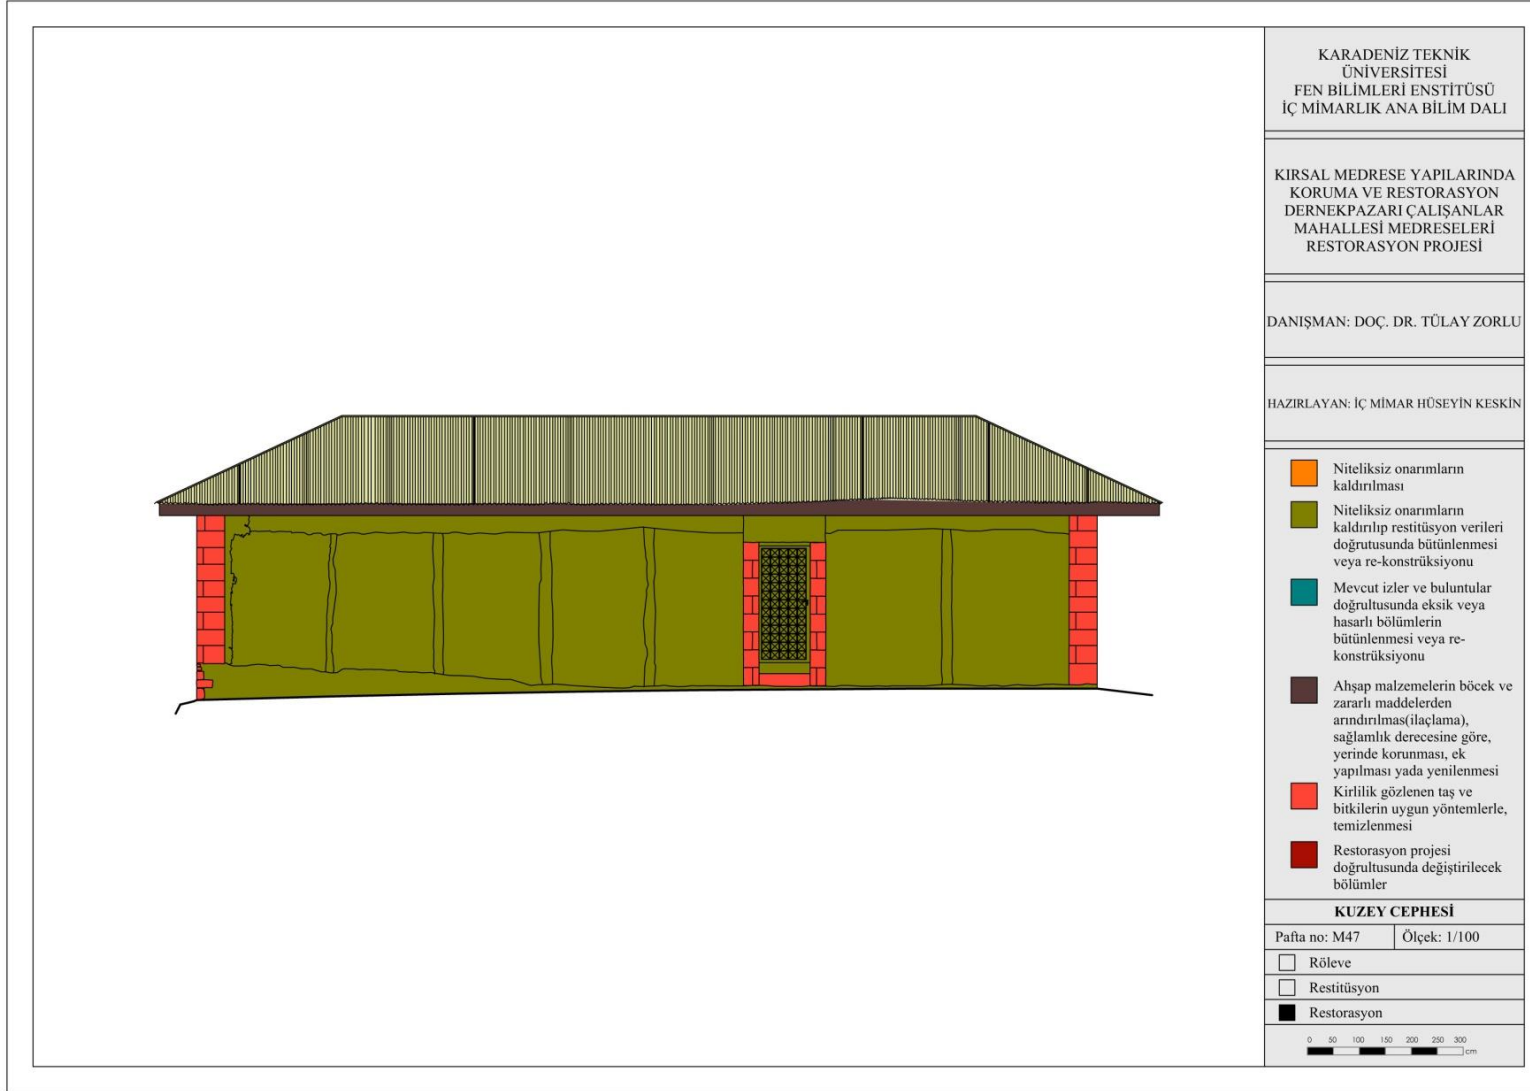 KARADENİZ TEKNİK
ÜNİVERSİTESİ
FEN BİLİMLERİ ENSTİTÜSÜ
İÇ MİMARLIK ANA BİLİM DALI
KIRSAL MEDRESE YAPILARINDA
KORUMA VE RESTORASYON
DERNEKPAZARI ÇALIŞANLAR
MAHALLESİ MEDRESELERİ
RESTORASYON PROJESİ
DANIŞMAN: DOÇ. DR. TÜLAY ZORLU
HAZIRLAYAN: İÇ MİMAR HÜSEYİN KESKİN
Niteliksiz onarımların
kaldırılması
Niteliksiz onarımların
kaldırılıp restitüsyon verileri
doğrutusunda bütünlenmesi
veya re-konstrüksiyonu
Mevcut izler ve buluntular
doğrultusunda eksik veya
hasarlı bölümlerin
bütünlenmesi veya re-
konstrüksiyonu
Ahşap malzemelerin böcek ve
zararlı maddelerden
arındırılması(ilaçlama),
sağlamlık derecesine göre,
yerinde korunması, ek
yapılması yada yenilenmesi
Kirlilik gözlenen taş ve
bitkilerin uygun yöntemlerle,
temizlenmesi
Restorasyon projesi
doğrultusunda değiştirilecek
bölümler
KUZEY CEPHESİ
Pafta no: M47 Ölçek: 1/100
Röleve
Restitüsyon
Restorasyon
0 50 100 150 200 250 300
cm